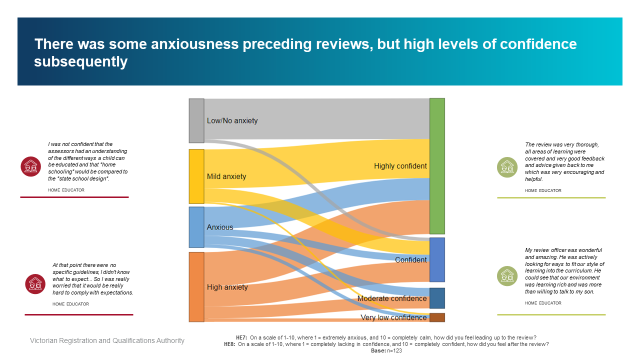 There was some anxiousness preceding reviews, but high levels of confidence
subsequently
I was not confident that the
assessors had an understanding
of the different ways a child can
be educated and that "home
schooling" would be compared to
the "state school design".
HOME EDUCATOR
At that point there were no
specific guidelines; I didn't know
what to expect... So I was really
worried that it would be really
hard to comply with expectations.
HOME EDUCATOR
Low/No anxiety
Mild anxiety
Anxious
High anxiety
Highly confident
Confident
Moderate confidence
Very low confidence
The review was very thorough,
all areas of learning were
covered and very good feedback
and advice given back to me
which was very encouraging and
helpful.
HOME EDUCATOR
My review officer was wonderful
and amazing. He was actively
looking for ways to fit our style of
learning into the curriculum. He
could see that our environment
was learning rich and was more
than willing to talk to my son.
HOME EDUCATOR
Victorian Registration and Qualifications Authority
HE7: On a scale of 1-10, where 1 = extremely anxious, and 10 = completely calm, how did you feel leading up to the review?
HE8: On a scale of 1-10, where 1 = completely lacking in confidence, and 10 = completely confident, how did you feel after the review?
Base: n=123